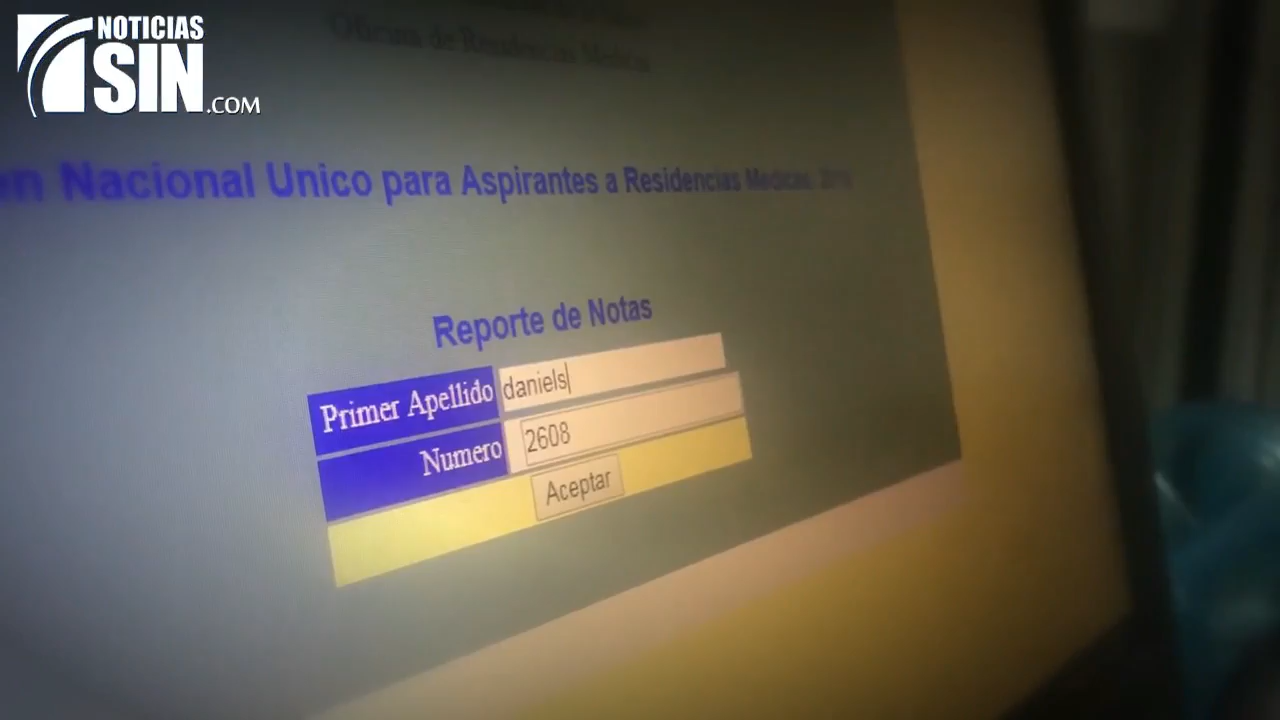 NOTICIAS
SIN.COM
Oficina de Residencias Medicas
en Nacional Unico para Aspirantes a Residencias Medicas
Reporte de Notas
Primer Apellido daniels
Numero 2608
Aceptar